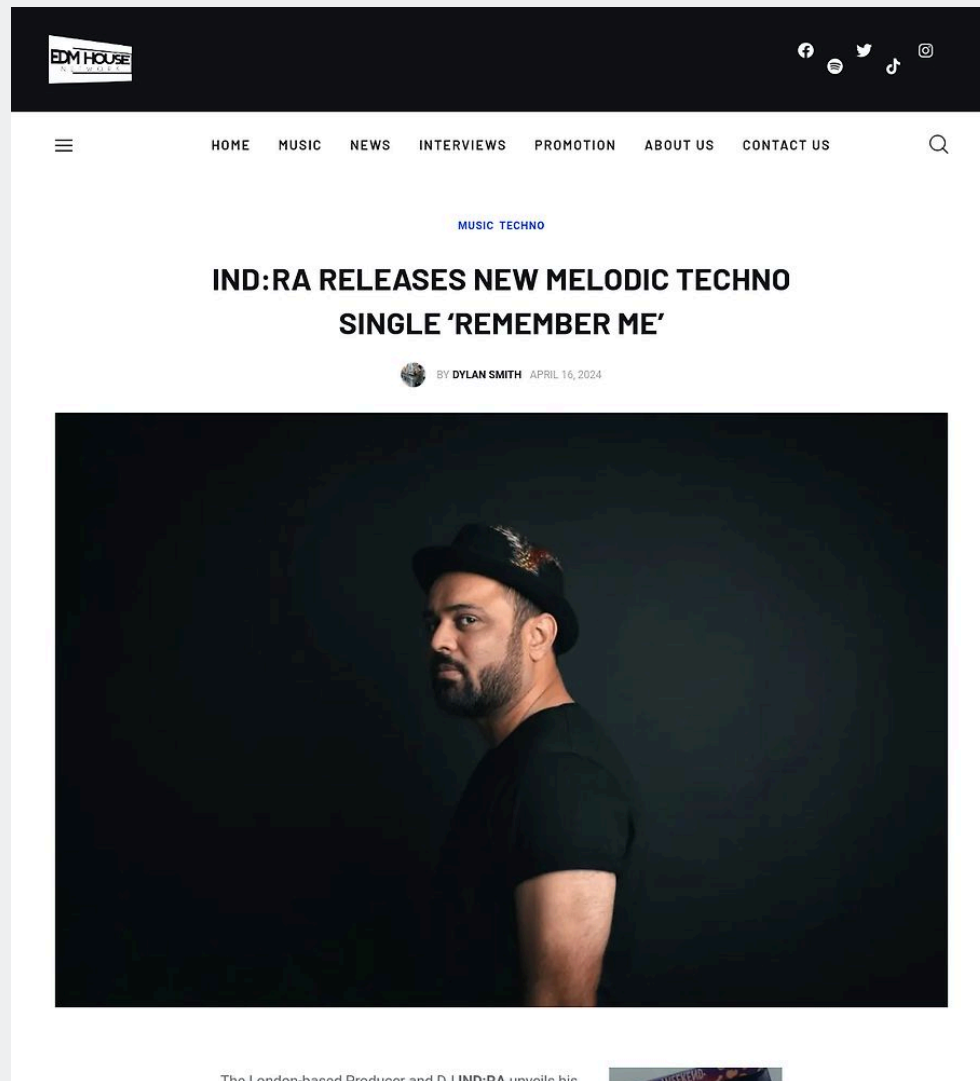 EDM HOUSE
NETWORK
HOME MUSIC NEWS INTERVIEWS PROMOTION ABOUT US CONTACT US
MUSIC TECHNO
IND:RA RELEASES NEW MELODIC TECHNO
SINGLE ‘REMEMBER ME’
BY DYLAN SMITH APRIL 16, 2024
The London-based Producer and DJ IND:RA unveils his
WEEKEND